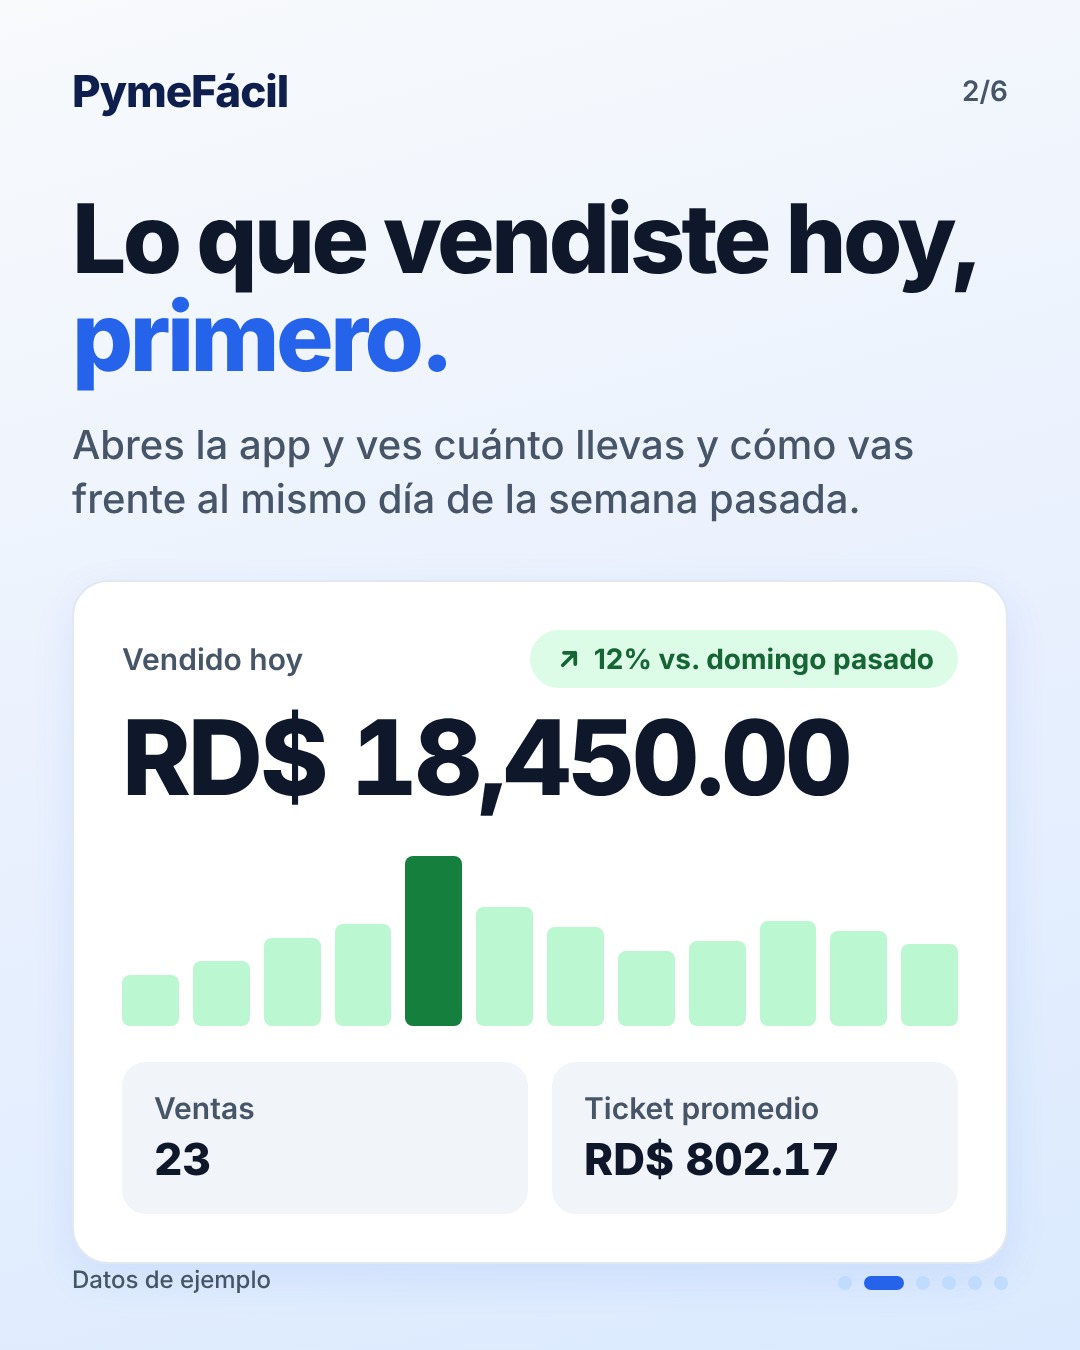 PymeFácil
2/6
Lo que vendiste hoy,
primero.
Abres la app y ves cuánto llevas y cómo vas
frente al mismo día de la semana pasada.
Vendido hoy
12% vs. domingo pasado
RD$ 18,450.00
Ventas
23
Ticket promedio
RD$ 802.17
Datos de ejemplo